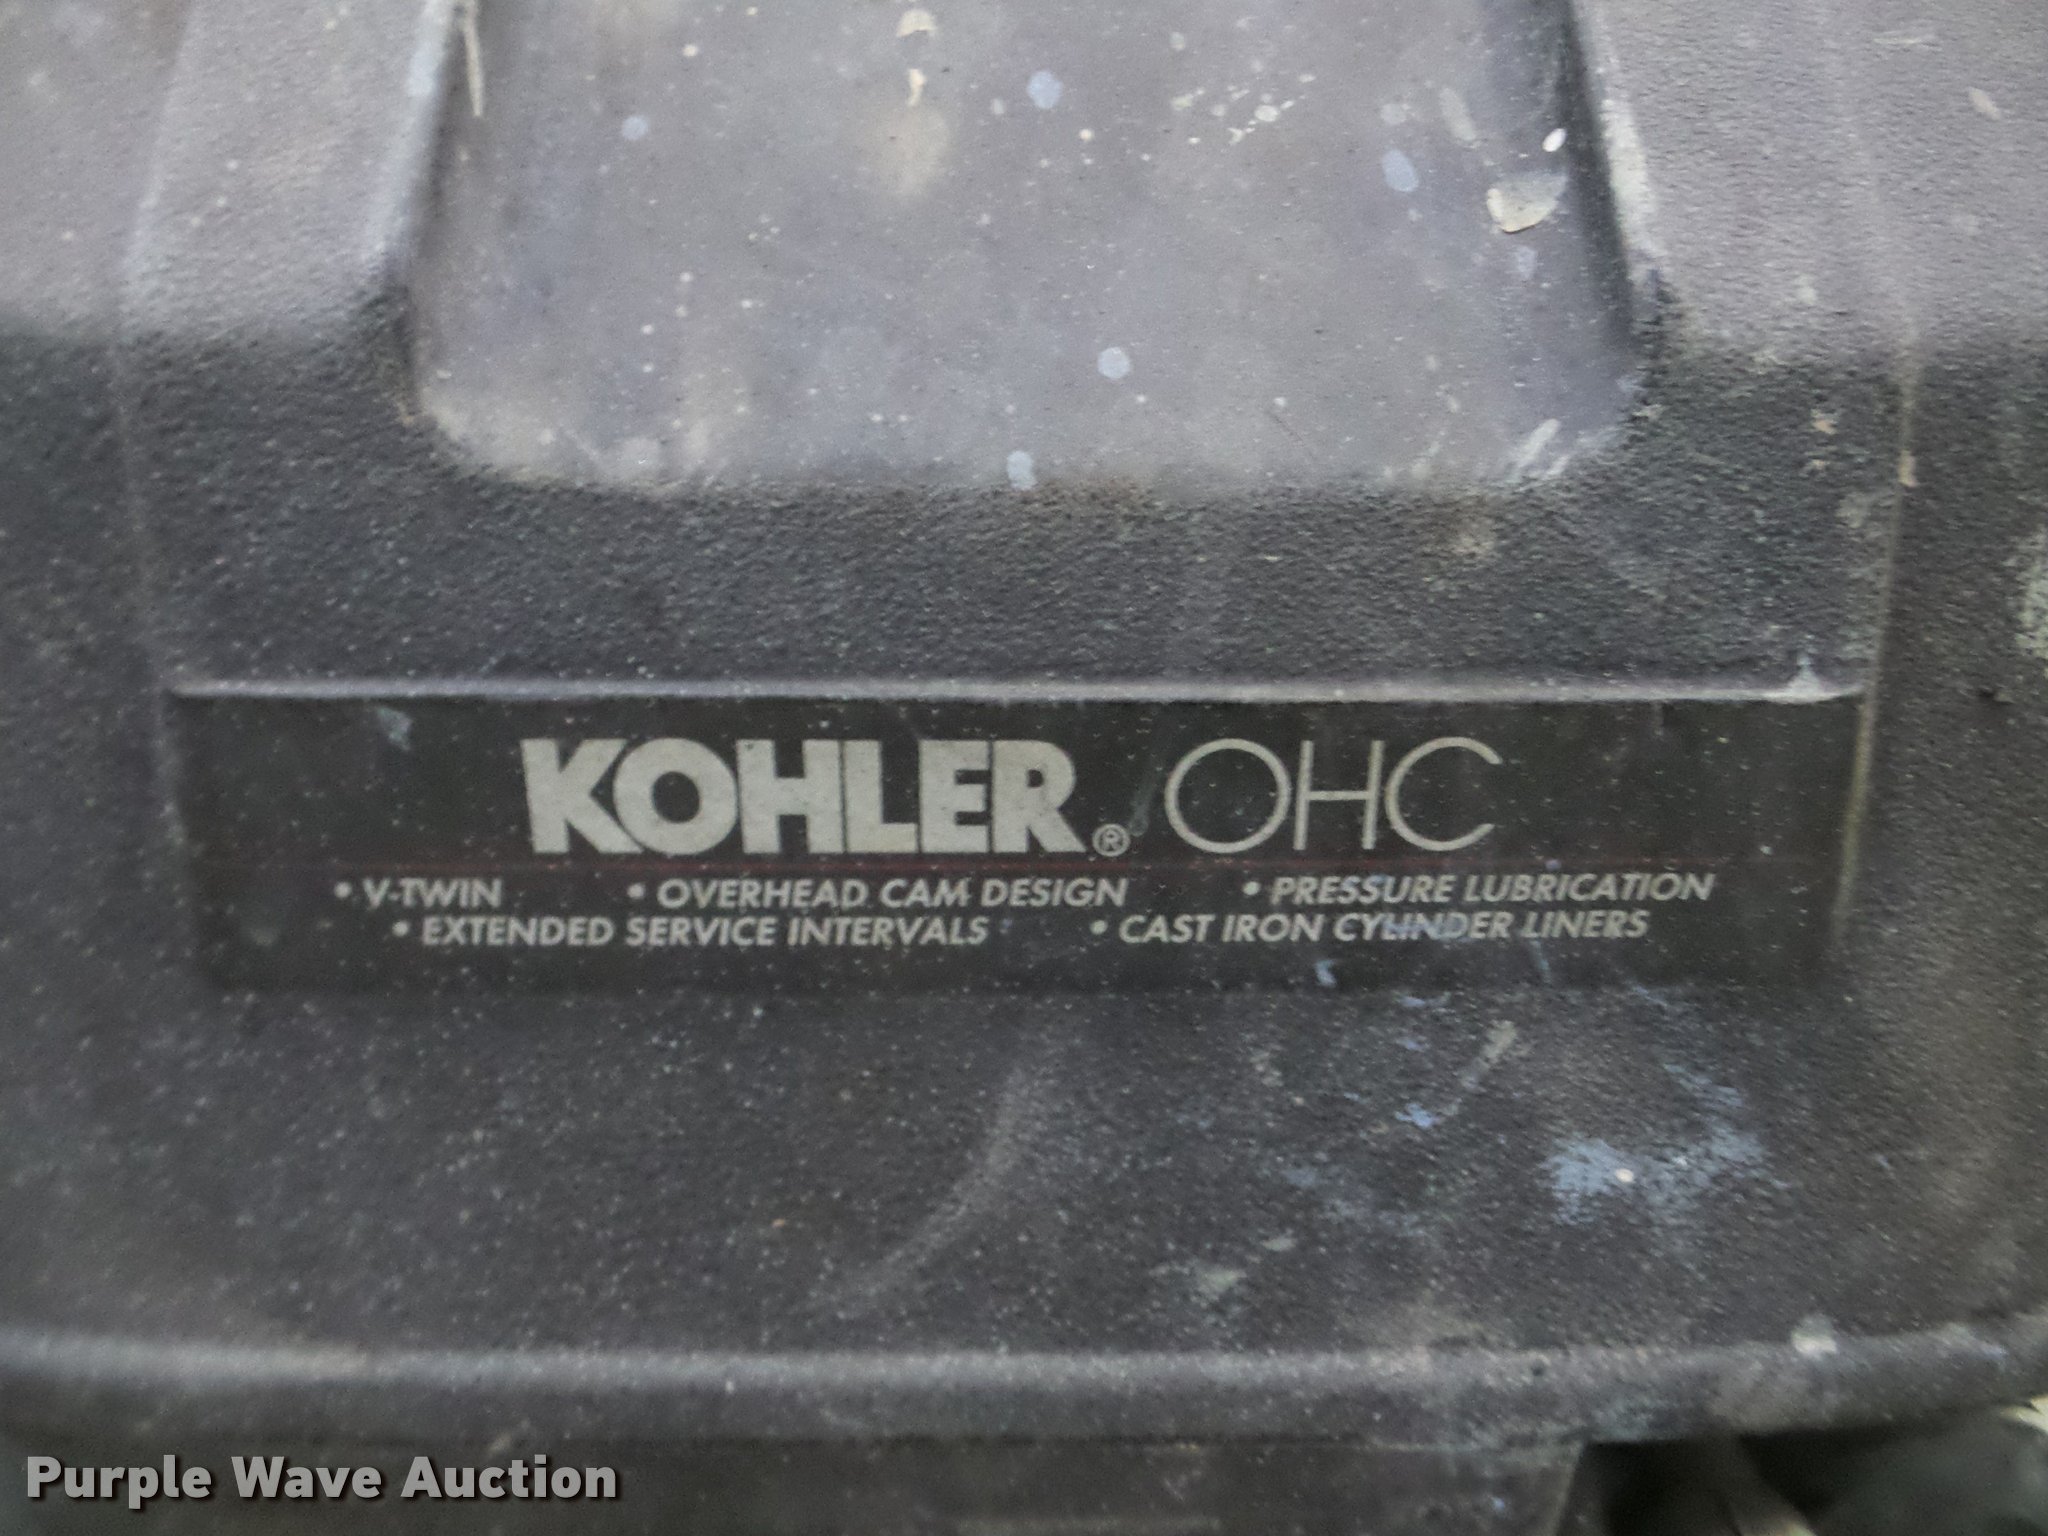 KOHLER® OHC
• V-TWIN • OVERHEAD CAM DESIGN • PRESSURE LUBRICATION
• EXTENDED SERVICE INTERVALS • CAST IRON CYLINDER LINERS
Purple Wave Auction